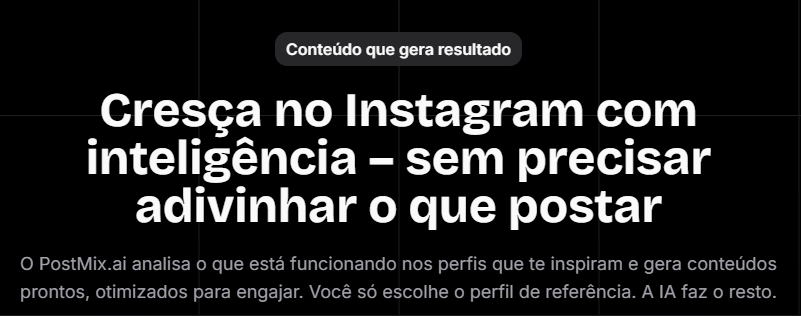 Conteúdo que gera resultado
Cresça no Instagram com
inteligência – sem precisar
adivinhar o que postar
O PostMix.ai analisa o que está funcionando nos perfis que te inspiram e gera conteúdos
prontos, otimizados para engajar. Você só escolhe o perfil de referência. A IA faz o resto.